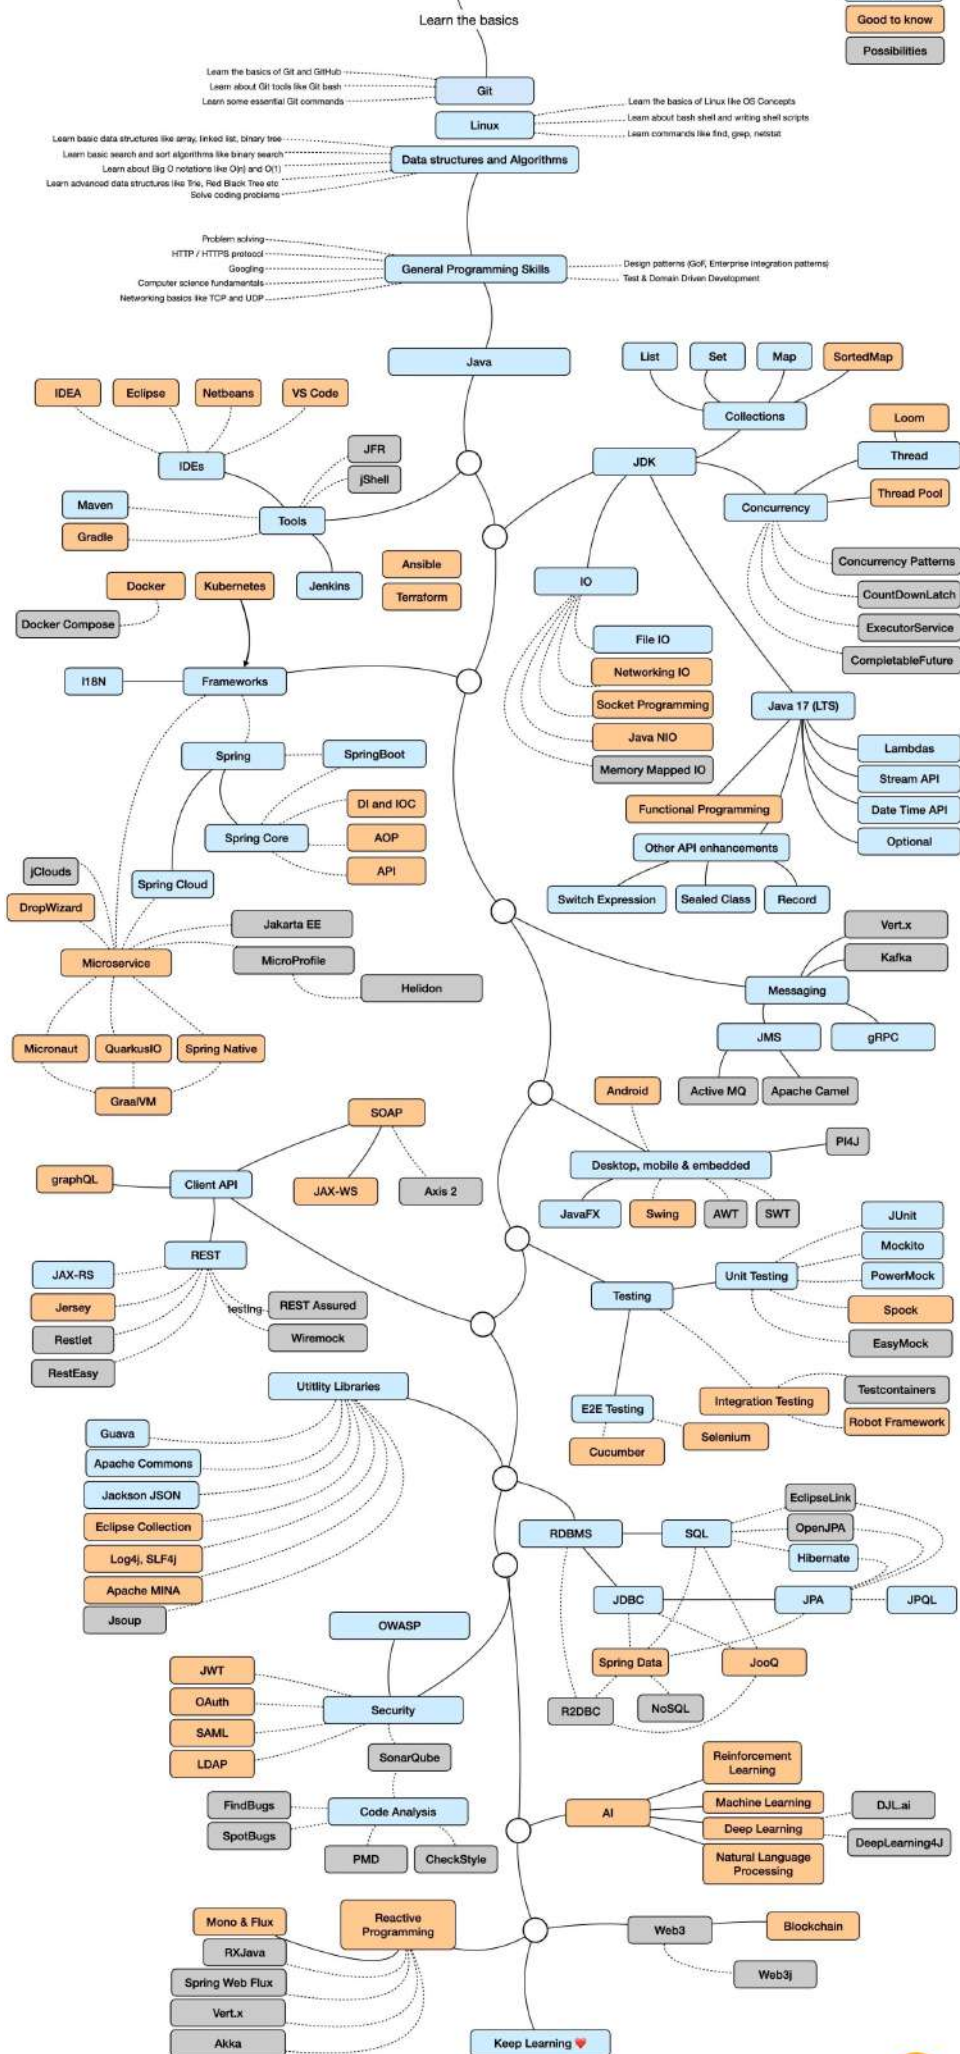 Learn the basics
Good to know
Possibilities
Learn the basics of Git and GitHub
Learn about Git tools like Git bash
Learn some essential Git commands
Git
Linux
Learn the basics of Linux like OS Concepts
Learn about bash shell and writing shell scripts
Learn commands like find, grep, netstat
Learn basic data structures like array, linked list, binary tree
Learn basic search and sort algorithms like binary search
Learn about Big O notations like O(n) and O(1)
Learn advanced data structures like Trie, Red Black Tree etc
Solve coding problems
Data structures and Algorithms
Problem solving
HTTP / HTTPS protocol
Googling
Computer science fundamentals
Networking basics like TCP and UDP
General Programming Skills
Design patterns (GoF, Enterprise integration patterns)
Test & Domain Driven Development
Java
List
Set
Map
SortedMap
Collections
IDEA
Eclipse
Netbeans
VS Code
IDEs
JFR
jShell
Maven
Gradle
Tools
Jenkins
JDK
Loom
Thread
Thread Pool
Concurrency
Concurrency Patterns
CountDownLatch
ExecutorService
CompletableFuture
Ansible
Terraform
Docker
Kubernetes
Docker Compose
IO
File IO
Networking IO
Socket Programming
Java NIO
Memory Mapped IO
I18N
Frameworks
Java 17 (LTS)
Lambdas
Stream API
Date Time API
Optional
Functional Programming
Other API enhancements
Switch Expression
Sealed Class
Record
Spring
SpringBoot
Spring Core
DI and IOC
AOP
API
Spring Cloud
jClouds
DropWizard
Microservice
Jakarta EE
MicroProfile
Helidon
Micronaut
QuarkusIO
Spring Native
GraalVM
Vert.x
Kafka
Messaging
JMS
gRPC
Active MQ
Apache Camel
Android
PI4J
Desktop, mobile & embedded
JavaFX
Swing
AWT
SWT
SOAP
graphQL
Client API
JAX-WS
Axis 2
REST
JAX-RS
Jersey
Restlet
RestEasy
testing
REST Assured
Wiremock
JUnit
Mockito
PowerMock
Spock
EasyMock
Unit Testing
Testing
E2E Testing
Cucumber
Selenium
Integration Testing
Testcontainers
Robot Framework
Utitlity Libraries
Guava
Apache Commons
Jackson JSON
Eclipse Collection
Log4j, SLF4j
Apache MINA
Jsoup
RDBMS
SQL
EclipseLink
OpenJPA
Hibernate
JDBC
JPA
JPQL
Spring Data
JooQ
R2DBC
NoSQL
OWASP
JWT
OAuth
SAML
LDAP
Security
SonarQube
FindBugs
SpotBugs
Code Analysis
PMD
CheckStyle
AI
Reinforcement
Learning
Machine Learning
Deep Learning
Natural Language
Processing
DJL.ai
DeepLearning4J
Mono & Flux
Reactive
Programming
RXJava
Spring Web Flux
Vert.x
Akka
Web3
Blockchain
Web3j
Keep Learning ❤️